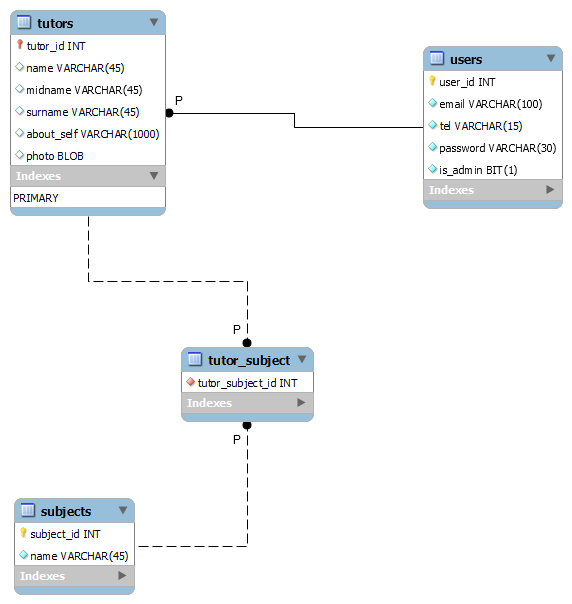 tutors
tutor_id INT
name VARCHAR(45)
midname VARCHAR(45)
surname VARCHAR(45)
about_self VARCHAR(1000)
photo BLOB
Indexes
PRIMARY
P
users
user_id INT
email VARCHAR(100)
tel VARCHAR(15)
password VARCHAR(30)
is_admin BIT(1)
Indexes
P
tutor_subject
tutor_subject_id INT
Indexes
P
subjects
subject_id INT
name VARCHAR(45)
Indexes